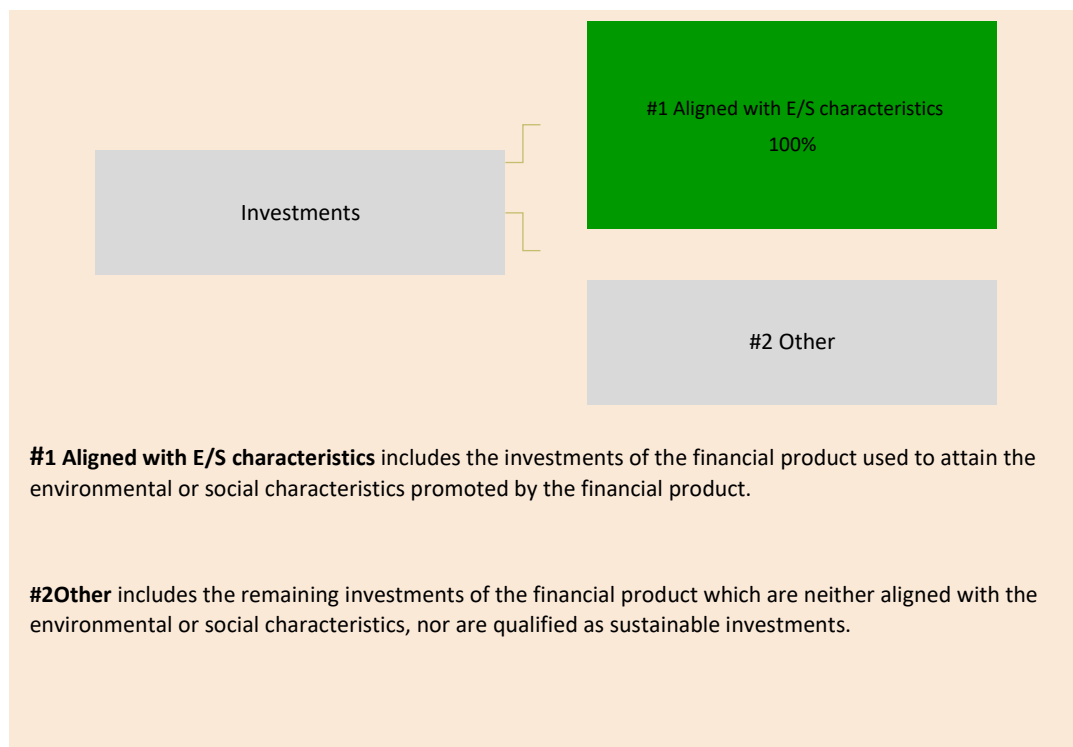 #1 Aligned with E/S characteristics
100%
Investments
#2 Other
#1 Aligned with E/S characteristics includes the investments of the financial product used to attain the
environmental or social characteristics promoted by the financial product.
#2Other includes the remaining investments of the financial product which are neither aligned with the
environmental or social characteristics, nor are qualified as sustainable investments.